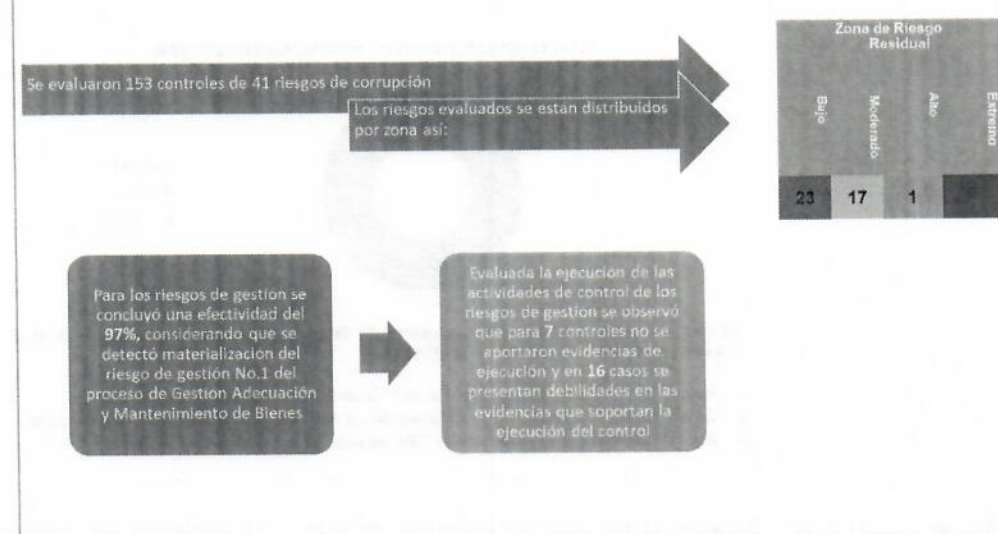 Zona de Riesgo
Residual
Se evaluaron 153 controles de 41 riesgos de corrupción
Los riesgos evaluados se están distribuidos
por zona así:
Bajo
Moderado
Alto
Extremo
23 17 1
Para los riesgos de gestión se
concluyó una efectividad del
97%, considerando que se
detectó materialización del
riesgo de gestión No.1 del
proceso de Gestión Adecuación
y Mantenimiento de Bienes
Evaluada la ejecución de las
actividades de control de los
riesgos de gestión se observó
que para 7 controles no se
aportaron evidencias de
ejecución y en 16 casos se
presentan debilidades en las
evidencias que soportan la
ejecución del control